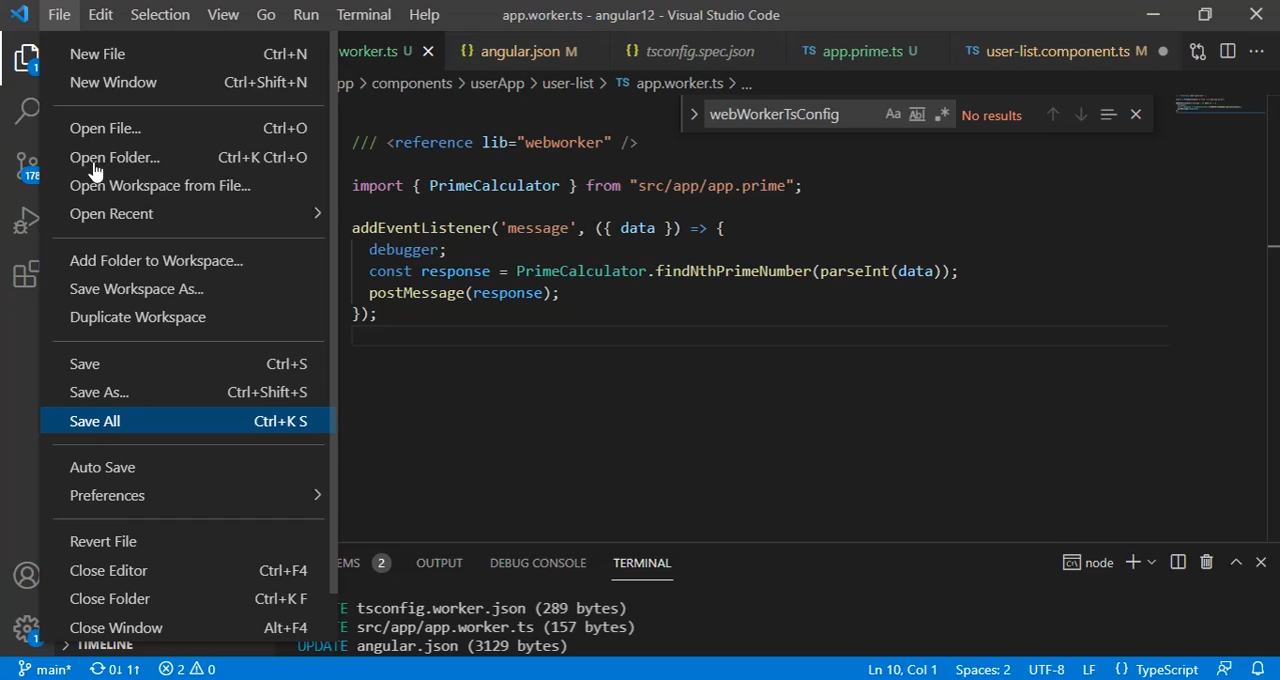 File Edit Selection View Go Run Terminal Help app.worker.ts - angular12 - Visual Studio Code
worker.ts U angular.json M tsconfig.spec.json TS app.prime.ts U TS user-list.component.ts M
pp > components > userApp > user-list > TS app.worker.ts > ...
webWorkerTsConfig Aa Ab .* No results
New File Ctrl+N
New Window Ctrl+Shift+N
Open File... Ctrl+O
Open Folder... Ctrl+K Ctrl+O
Open Workspace from File...
Open Recent
Add Folder to Workspace...
Save Workspace As...
Duplicate Workspace
Save Ctrl+S
Save As... Ctrl+Shift+S
Save All Ctrl+K S
Auto Save
Preferences
Revert File
Close Editor Ctrl+F4
Close Folder Ctrl+K F
Close Window Alt+F4
TIMELINE
1
178
1
/// <reference lib="webworker" />
import { PrimeCalculator } from "src/app/app.prime";
addEventListener('message', ({ data }) => {
debugger;
const response = PrimeCalculator.findNthPrimeNumber(parseInt(data));
postMessage(response);
});
EMS 2 OUTPUT DEBUG CONSOLE TERMINAL node
TE tsconfig.worker.json (289 bytes)
TE src/app/app.worker.ts (157 bytes)
UPDATE angular.json (3129 bytes)
main* 0↓ 1↑ 2 0 Ln 10, Col 1 Spaces: 2 UTF-8 LF {} TypeScript